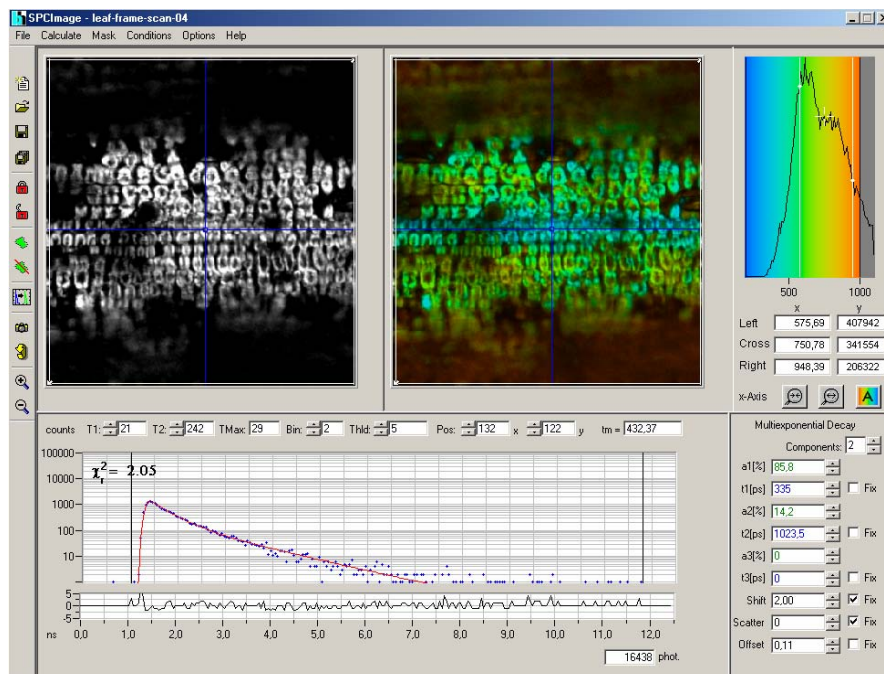 SPCImage - leaf-frame-scan-04
File Calculate Mask Conditions Options Help
500 1000
x y
Left 575,69 407942
Cross 750,78 341554
Right 948,39 206322
x-Axis A
counts T1: 21 T2: 242 TMax: 29 Bin: 2 Thld: 5 Pos: 132 x 122 y tm = 432,37
100000
10000
1000
100
10
χ²r = 2.05
5
0
-5
ns 0,0 1,0 2,0 3,0 4,0 5,0 6,0 7,0 8,0 9,0 10,0 11,0 12,0
16438 phot.
Multiexponential Decay
Components: 2
a1[%] 85,8
t1[ps] 335 Fix
a2[%] 14,2
t2[ps] 1023,5 Fix
a3[%] 0
t3[ps] 0 Fix
Shift 2,00 Fix
Scatter 0 Fix
Offset 0,11 Fix